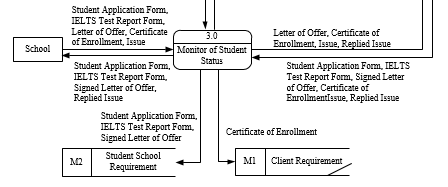 Student Application Form,
IELTS Test Report Form,
Letter of Offer, Certificate
of Enrollment, Issue
School
Student Application Form,
IELTS Test Report Form,
Signed Letter of Offer,
Replied Issue
3.0
Monitor of Student
Status
Letter of Offer, Certificate of
Enrollment, Issue, Replied Issue
Student Application Form, IELTS
Test Report Form, Signed Letter
of Offer, Certificate of
EnrollmentIssue, Replied Issue
Student Application Form,
IELTS Test Report Form,
Signed Letter of Offer
Certificate of Enrollment
M2
Student School
Requirement
M1
Client Requirement